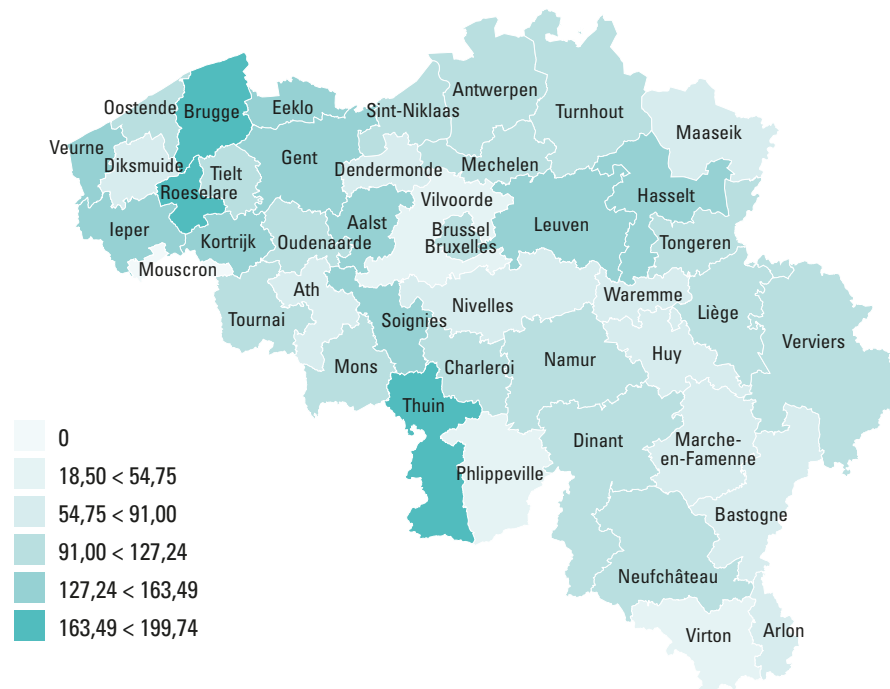 Oostende
Brugge
Eeklo
Sint-Niklaas
Antwerpen
Turnhout
Maaseik
Veurne
Diksmuide
Tielt
Gent
Dendermonde
Mechelen
Roeselare
Vilvoorde
Hasselt
Ieper
Kortrijk
Oudenaarde
Aalst
Brussel
Bruxelles
Leuven
Tongeren
Mouscron
Ath
Nivelles
Waremme
Tournai
Soignies
Liège
Mons
Charleroi
Namur
Huy
Verviers
Thuin
Dinant
Marche-
en-Famenne
Phlippeville
Bastogne
Neufchâteau
Virton
Arlon
0
18,50 < 54,75
54,75 < 91,00
91,00 < 127,24
127,24 < 163,49
163,49 < 199,74